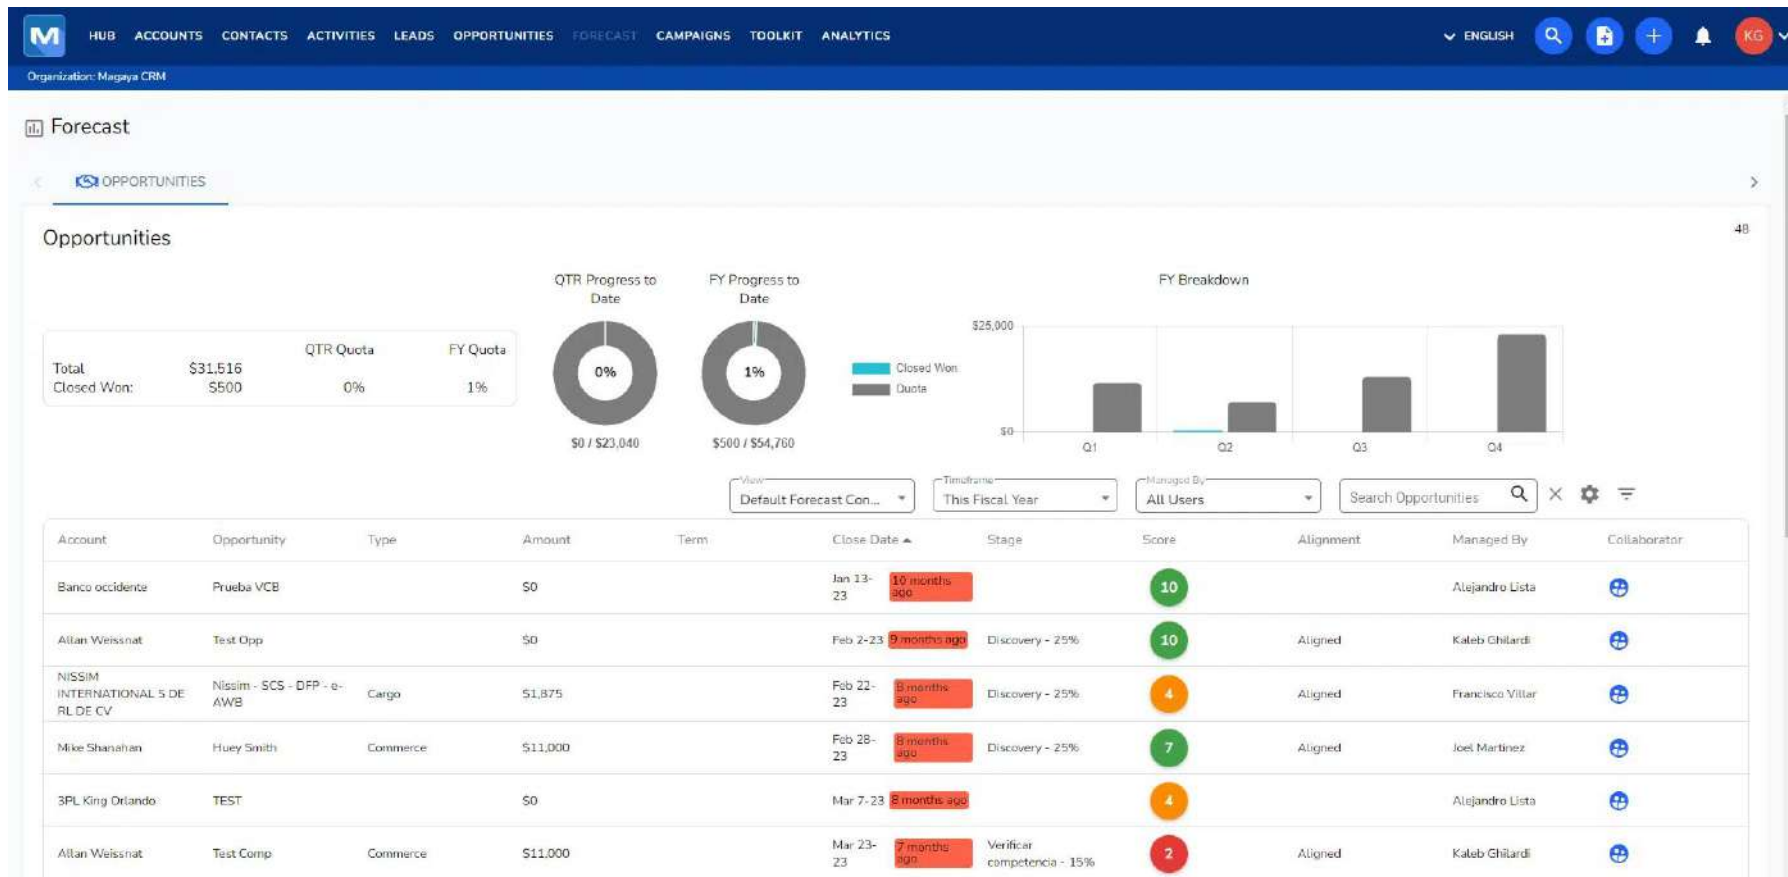 M HUB ACCOUNTS CONTACTS ACTIVITIES LEADS OPPORTUNITIES FORECAST CAMPAIGNS TOOLKIT ANALYTICS ENGLISH KG
Organization: Magaya CRM
Forecast
OPPORTUNITIES
Opportunities
48
QTR Progress to
Date
FY Progress to
Date
FY Breakdown
QTR Quota FY Quota
Total $31,516
Closed Won: $500 0% 1%
0%
$0 / $23,040
1%
$500 / $54,760
Closed Won
Quota
$25,000
$0
Q1 Q2 Q3 Q4
View
Default Forecast Con...
Timeframe
This Fiscal Year
Managed By
All Users
Search Opportunities
Account Opportunity Type Amount Term Close Date Stage Score Alignment Managed By Collaborator
Banco occidente Prueba VCB $0 Jan 13-23 10 months ago 10 Alejandro Lista
Allan Weissnat Test Opp $0 Feb 2-23 9 months ago Discovery - 25% 10 Aligned Kaleb Ghilardi
NISSIM INTERNATIONAL S DE RL DE CV Nissim - SCS - DFP - e-AWB Cargo $1,875 Feb 22-23 8 months ago Discovery - 25% 4 Aligned Francisco Villar
Mike Shanahan Huey Smith Commerce $11,000 Feb 28-23 8 months ago Discovery - 25% 7 Aligned Joel Martinez
3PL King Orlando TEST $0 Mar 7-23 8 months ago 4 Alejandro Lista
Allan Weissnat Test Comp Commerce $11,000 Mar 23-23 7 months ago Verificar competencia - 15% 2 Aligned Kaleb Ghilardi